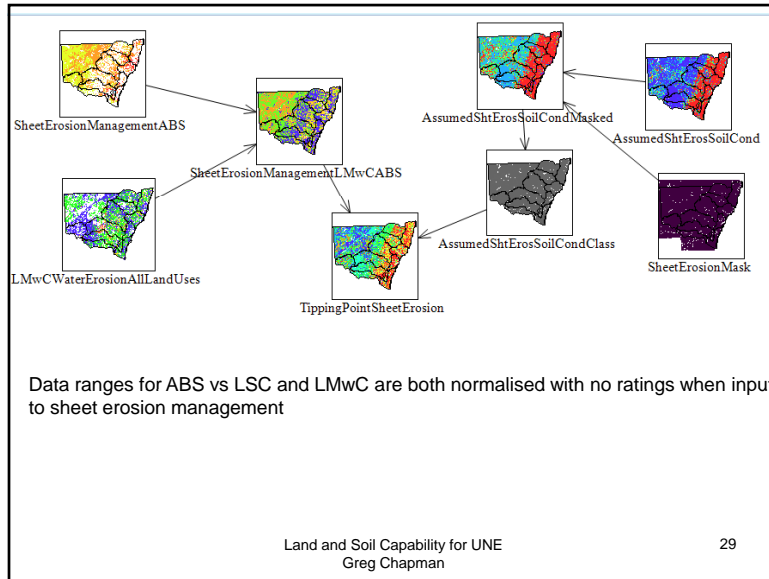 SheetErosionManagementABS
AssumedShtErosSoilCondMasked
AssumedShtErosSoilCond
SheetErosionManagementLMwCABS
AssumedShtErosSoilCondClass
SheetErosionMask
LMwCWaterErosionAllLandUses
TippingPointSheetErosion
Data ranges for ABS vs LSC and LMwC are both normalised with no ratings when input
to sheet erosion management
Land and Soil Capability for UNE
Greg Chapman
29